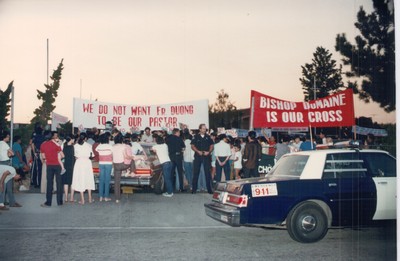 WE DO NOT WANT FR DUONG
TO BE OUR PASTOR
BISHOP DUMAINE
IS OUR CROSS
911